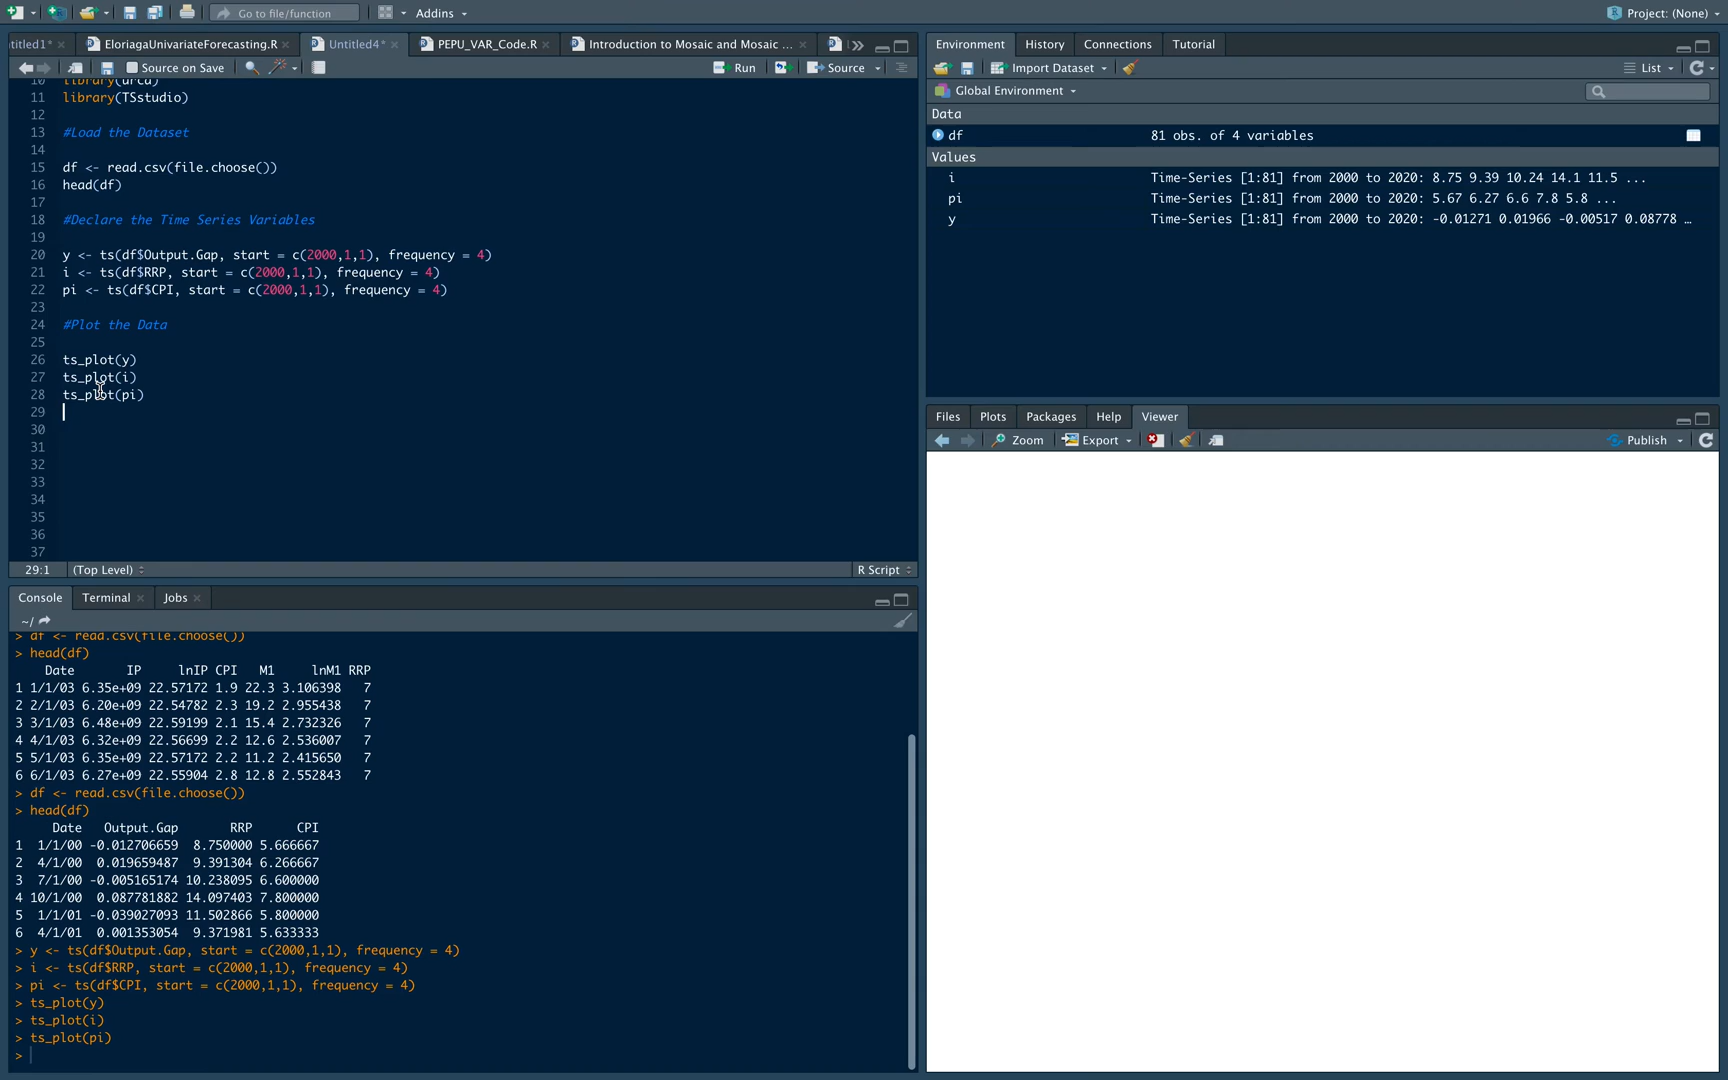 Go to file/function
Addins
Project: (None)
titled1*
EloriagaUnivariateForecasting.R
Untitled4*
PEPU_VAR_Code.R
Introduction to Mosaic and Mosaic ...
Source on Save
Run
Source
10 library(urca)
11 library(TSstudio)
12
13 #Load the Dataset
14
15 df <- read.csv(file.choose())
16 head(df)
17
18 #Declare the Time Series Variables
19
20 y <- ts(df$Output.Gap, start = c(2000,1,1), frequency = 4)
21 i <- ts(df$RRP, start = c(2000,1,1), frequency = 4)
22 pi <- ts(df$CPI, start = c(2000,1,1), frequency = 4)
23
24 #Plot the Data
25
26 ts_plot(y)
27 ts_plot(i)
28 ts_plot(pi)
29
30
31
32
33
34
35
36
37
29:1 (Top Level) R Script
Console Terminal Jobs
~/
> df <- read.csv(file.choose())
> head(df)
Date IP lnIP CPI M1 lnM1 RRP
1 1/1/03 6.35e+09 22.57172 1.9 22.3 3.106398 7
2 2/1/03 6.20e+09 22.54782 2.3 19.2 2.955438 7
3 3/1/03 6.48e+09 22.59199 2.1 15.4 2.732326 7
4 4/1/03 6.32e+09 22.56699 2.2 12.6 2.536007 7
5 5/1/03 6.35e+09 22.57172 2.2 11.2 2.415650 7
6 6/1/03 6.27e+09 22.55904 2.8 12.8 2.552843 7
> df <- read.csv(file.choose())
> head(df)
Date Output.Gap RRP CPI
1 1/1/00 -0.012706659 8.750000 5.666667
2 4/1/00 0.019659487 9.391304 6.266667
3 7/1/00 -0.005165174 10.238095 6.600000
4 10/1/00 0.087781882 14.097403 7.800000
5 1/1/01 -0.039027093 11.502866 5.800000
6 4/1/01 0.001353054 9.371981 5.633333
> y <- ts(df$Output.Gap, start = c(2000,1,1), frequency = 4)
> i <- ts(df$RRP, start = c(2000,1,1), frequency = 4)
> pi <- ts(df$CPI, start = c(2000,1,1), frequency = 4)
> ts_plot(y)
> ts_plot(i)
> ts_plot(pi)
>
Environment History Connections Tutorial
Import Dataset
List
Global Environment
Data
df 81 obs. of 4 variables
Values
i Time-Series [1:81] from 2000 to 2020: 8.75 9.39 10.24 14.1 11.5 ...
pi Time-Series [1:81] from 2000 to 2020: 5.67 6.27 6.6 7.8 5.8 ...
y Time-Series [1:81] from 2000 to 2020: -0.01271 0.01966 -0.00517 0.08778 …
Files Plots Packages Help Viewer
Zoom Export Publish